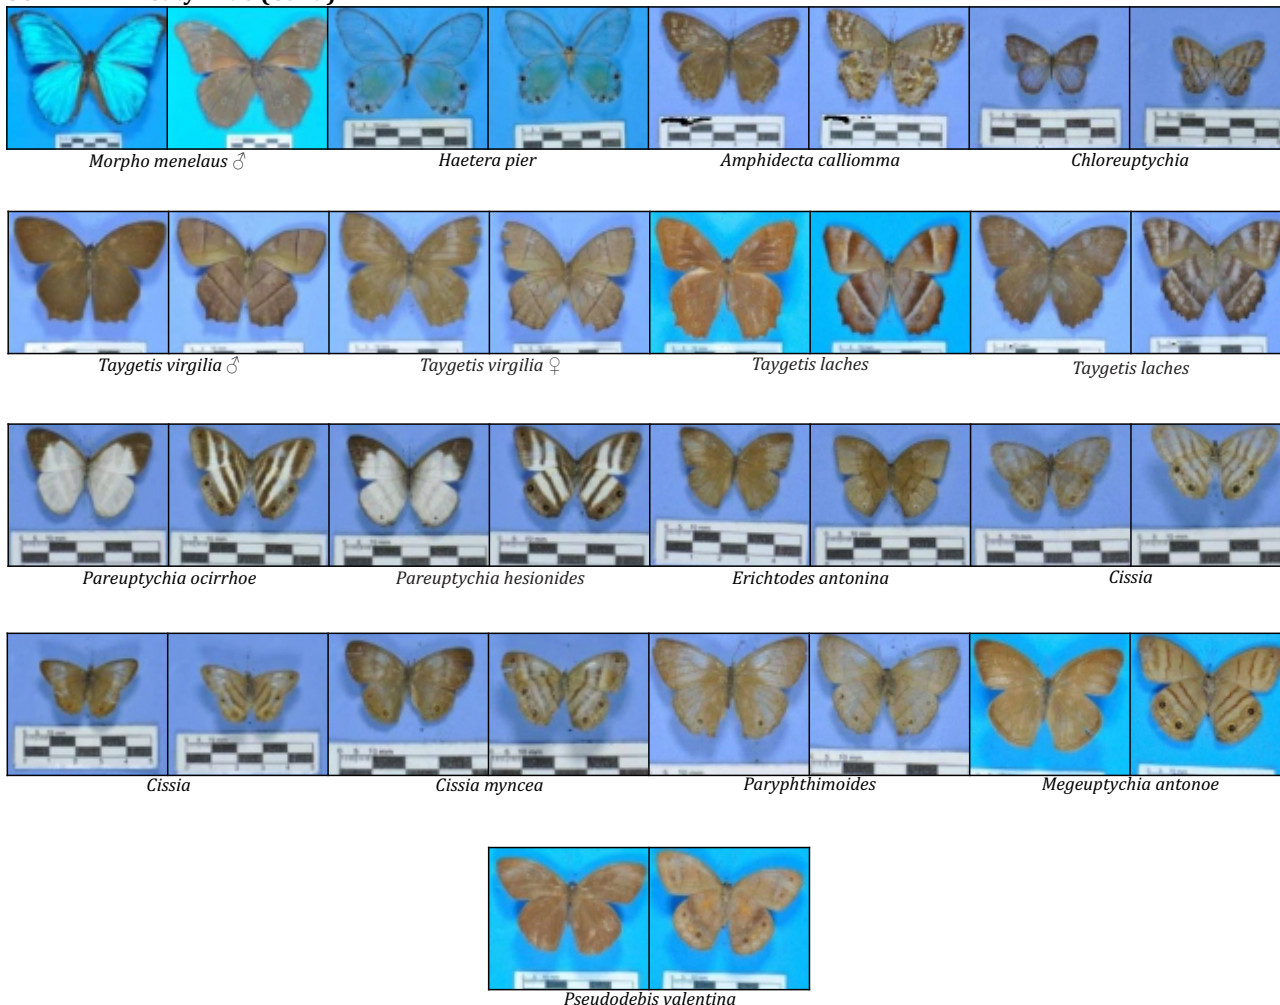 Morpho menelaus ♂ Haetera pier Amphidecta calliomma Chloreuptychia
Taygetis virgilia ♂ Taygetis virgilia ♀ Taygetis laches Taygetis laches
Pareuptychia ocirrhoe Pareuptychia hesionides Erichtodes antonina Cissia
Cissia Cissia myncea Paryphthimoides Megeuptychia antonoe
Pseudodebis valentina